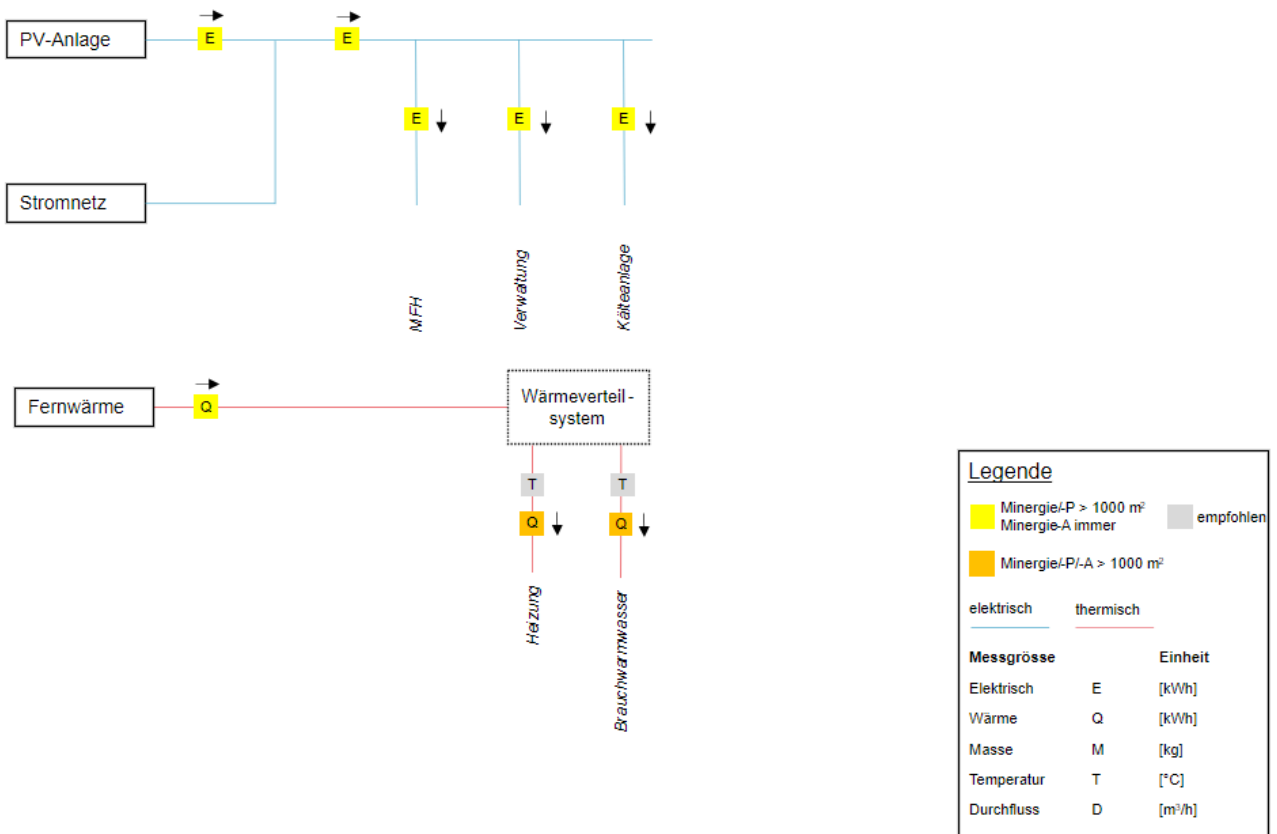 PV-Anlage
E
E
E
E
E
Stromnetz
MFH
Verwaltung
Kälteanlage
Fernwärme
Q
Wärmeverteil-
system
T
T
Q
Q
Heizung
Brauchwarmwasser
Legende
Minergie/-P > 1000 m²
Minergie-A immer
empfohlen
Minergie/-P/-A > 1000 m²
elektrisch thermisch
Messgrösse Einheit
Elektrisch E [kWh]
Wärme Q [kWh]
Masse M [kg]
Temperatur T [°C]
Durchfluss D [m³/h]